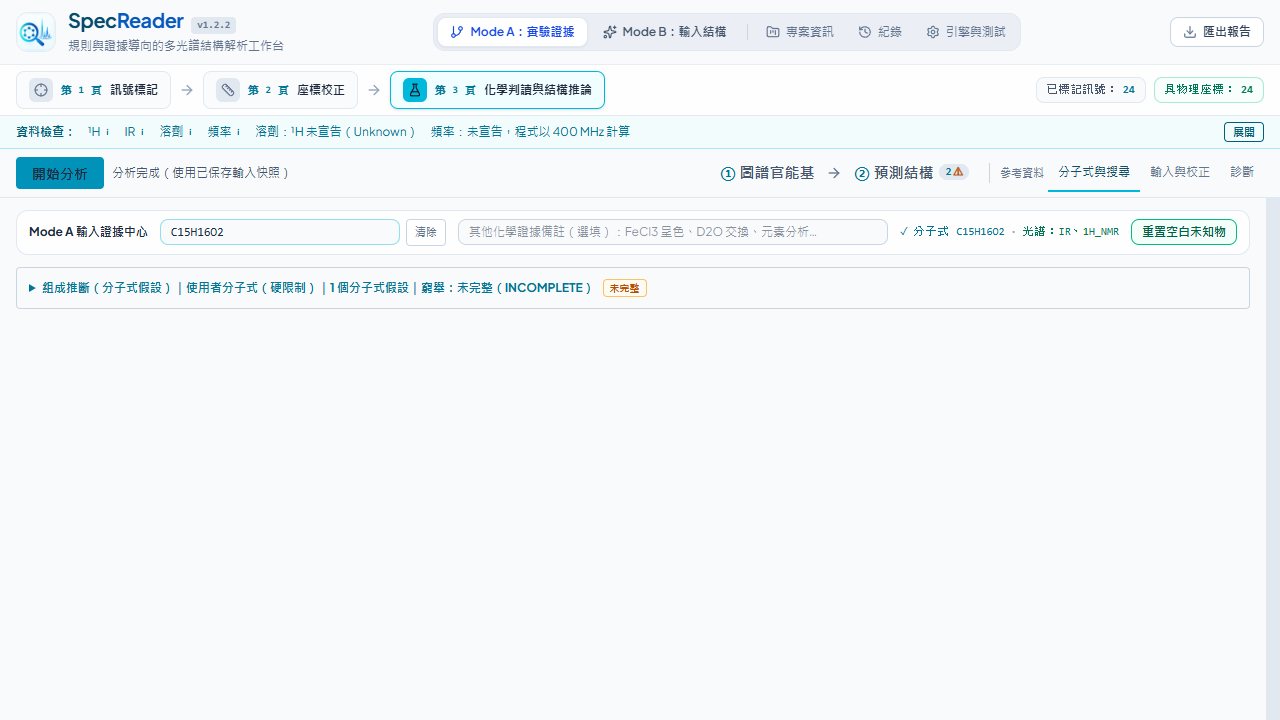 SpecReader v1.2.2
規則與證據導向的多光譜結構解析工作台
Mode A：實驗證據
Mode B：輸入結構
專案資訊
紀錄
引擎與測試
匯出報告
第 1 頁 訊號標記
第 2 頁 座標校正
第 3 頁 化學判讀與結構推論
已標記訊號： 24
具物理座標： 24
資料檢查： ¹H i IR i 溶劑 i 頻率 i 溶劑：¹H 未宣告（Unknown） 頻率：未宣告，程式以 400 MHz 計算
展開
開始分析
分析完成（使用已保存輸入快照）
① 圖譜官能基
② 預測結構 2⚠
參考資料
分子式與搜尋
輸入與校正
診斷
Mode A 輸入證據中心
C15H16O2
清除
其他化學證據備註（選填）：FeCl3 呈色、D2O 交換、元素分析...
✓ 分子式 C15H16O2 · 光譜：IR、1H_NMR
重置空白未知物
▶ 組成推斷（分子式假設）｜使用者分子式（硬限制）｜1 個分子式假設｜窮舉：未完整（INCOMPLETE） 未完整